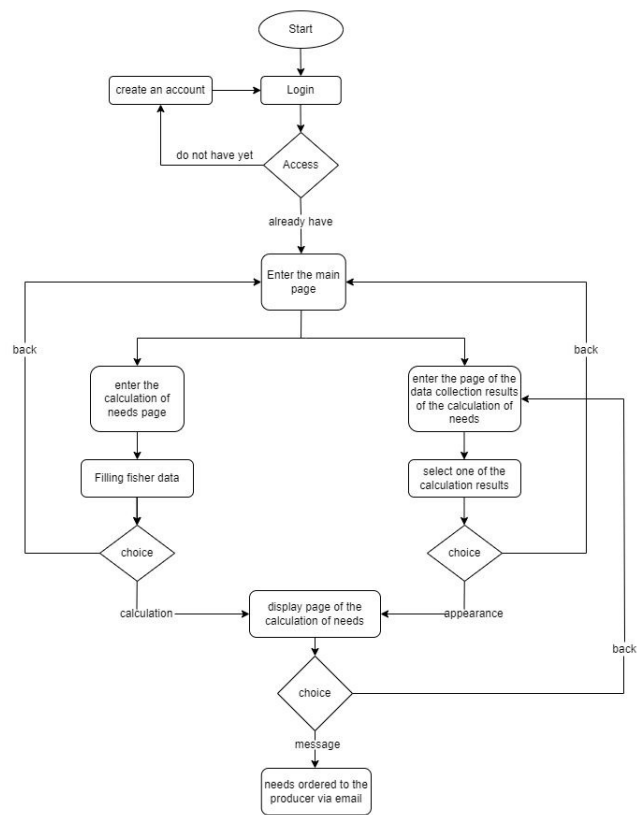 Start
create an account
Login
do not have yet
Access
already have
Enter the main
page
back
back
enter the
calculation of
needs page
enter the page of the
data collection results
of the calculation of
needs
Filling fisher data
select one of the
calculation results
choice
choice
calculation
display page of the
calculation of needs
appearance
back
choice
message
needs ordered to the
producer via email